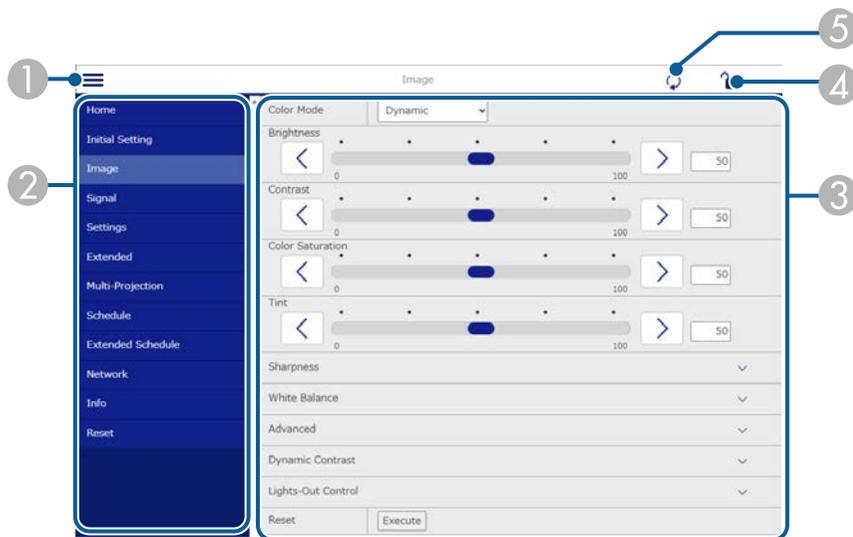 5
Image
1
4
Home
Initial Setting
Image
Signal
Settings
Extended
Multi-Projection
Schedule
Extended Schedule
Network
Info
Reset
2
Color Mode Dynamic
Brightness
50
0 100
Contrast
50
0 100
Color Saturation
50
0 100
Tint
50
0 100
Sharpness
White Balance
Advanced
Dynamic Contrast
Lights-Out Control
Reset Execute
3